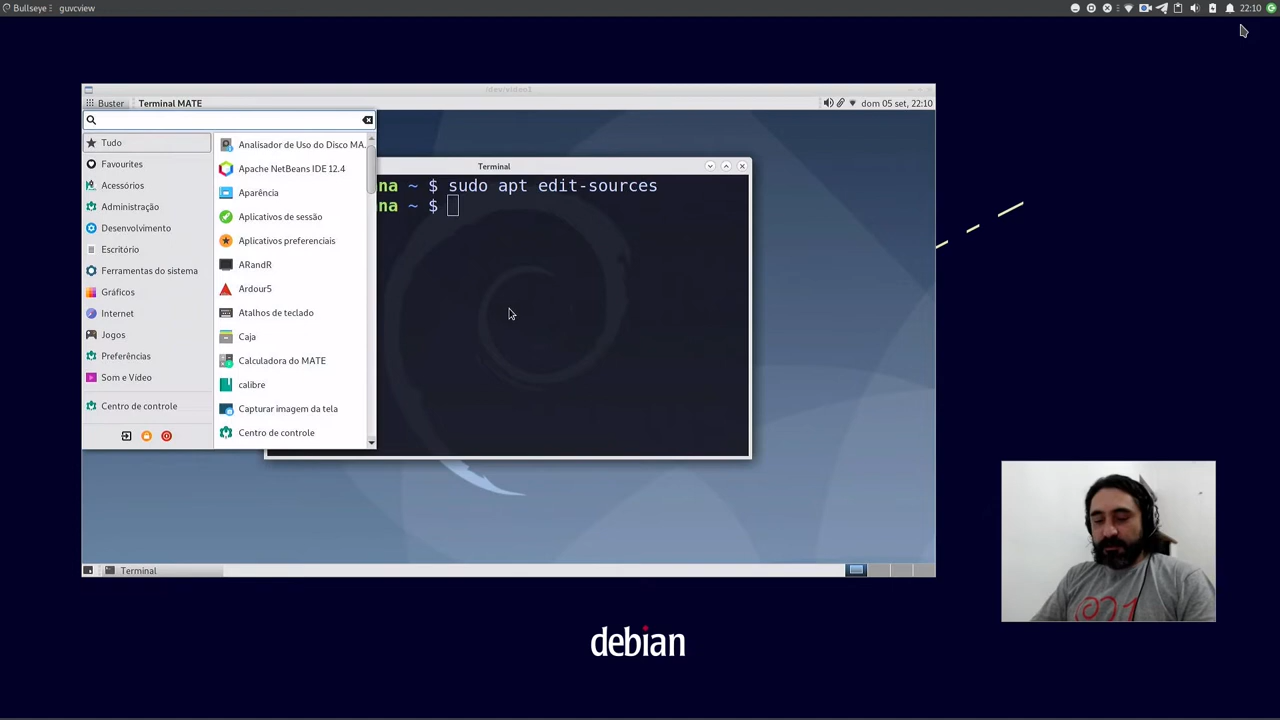 Bullseye guvcview 22:10
/dev/video1
Buster Terminal MATE dom 05 set, 22:10
Tudo
Favourites
Acessórios
Administração
Desenvolvimento
Escritório
Ferramentas do sistema
Gráficos
Internet
Jogos
Preferências
Som e Vídeo
Centro de controle
Analisador de Uso do Disco MA...
Apache NetBeans IDE 12.4
Aparência
Aplicativos de sessão
Aplicativos preferenciais
ARandR
Ardour5
Atalhos de teclado
Caja
Calculadora do MATE
calibre
Capturar imagem da tela
Centro de controle
Terminal
na ~ $ sudo apt edit-sources
na ~ $
Terminal
debian